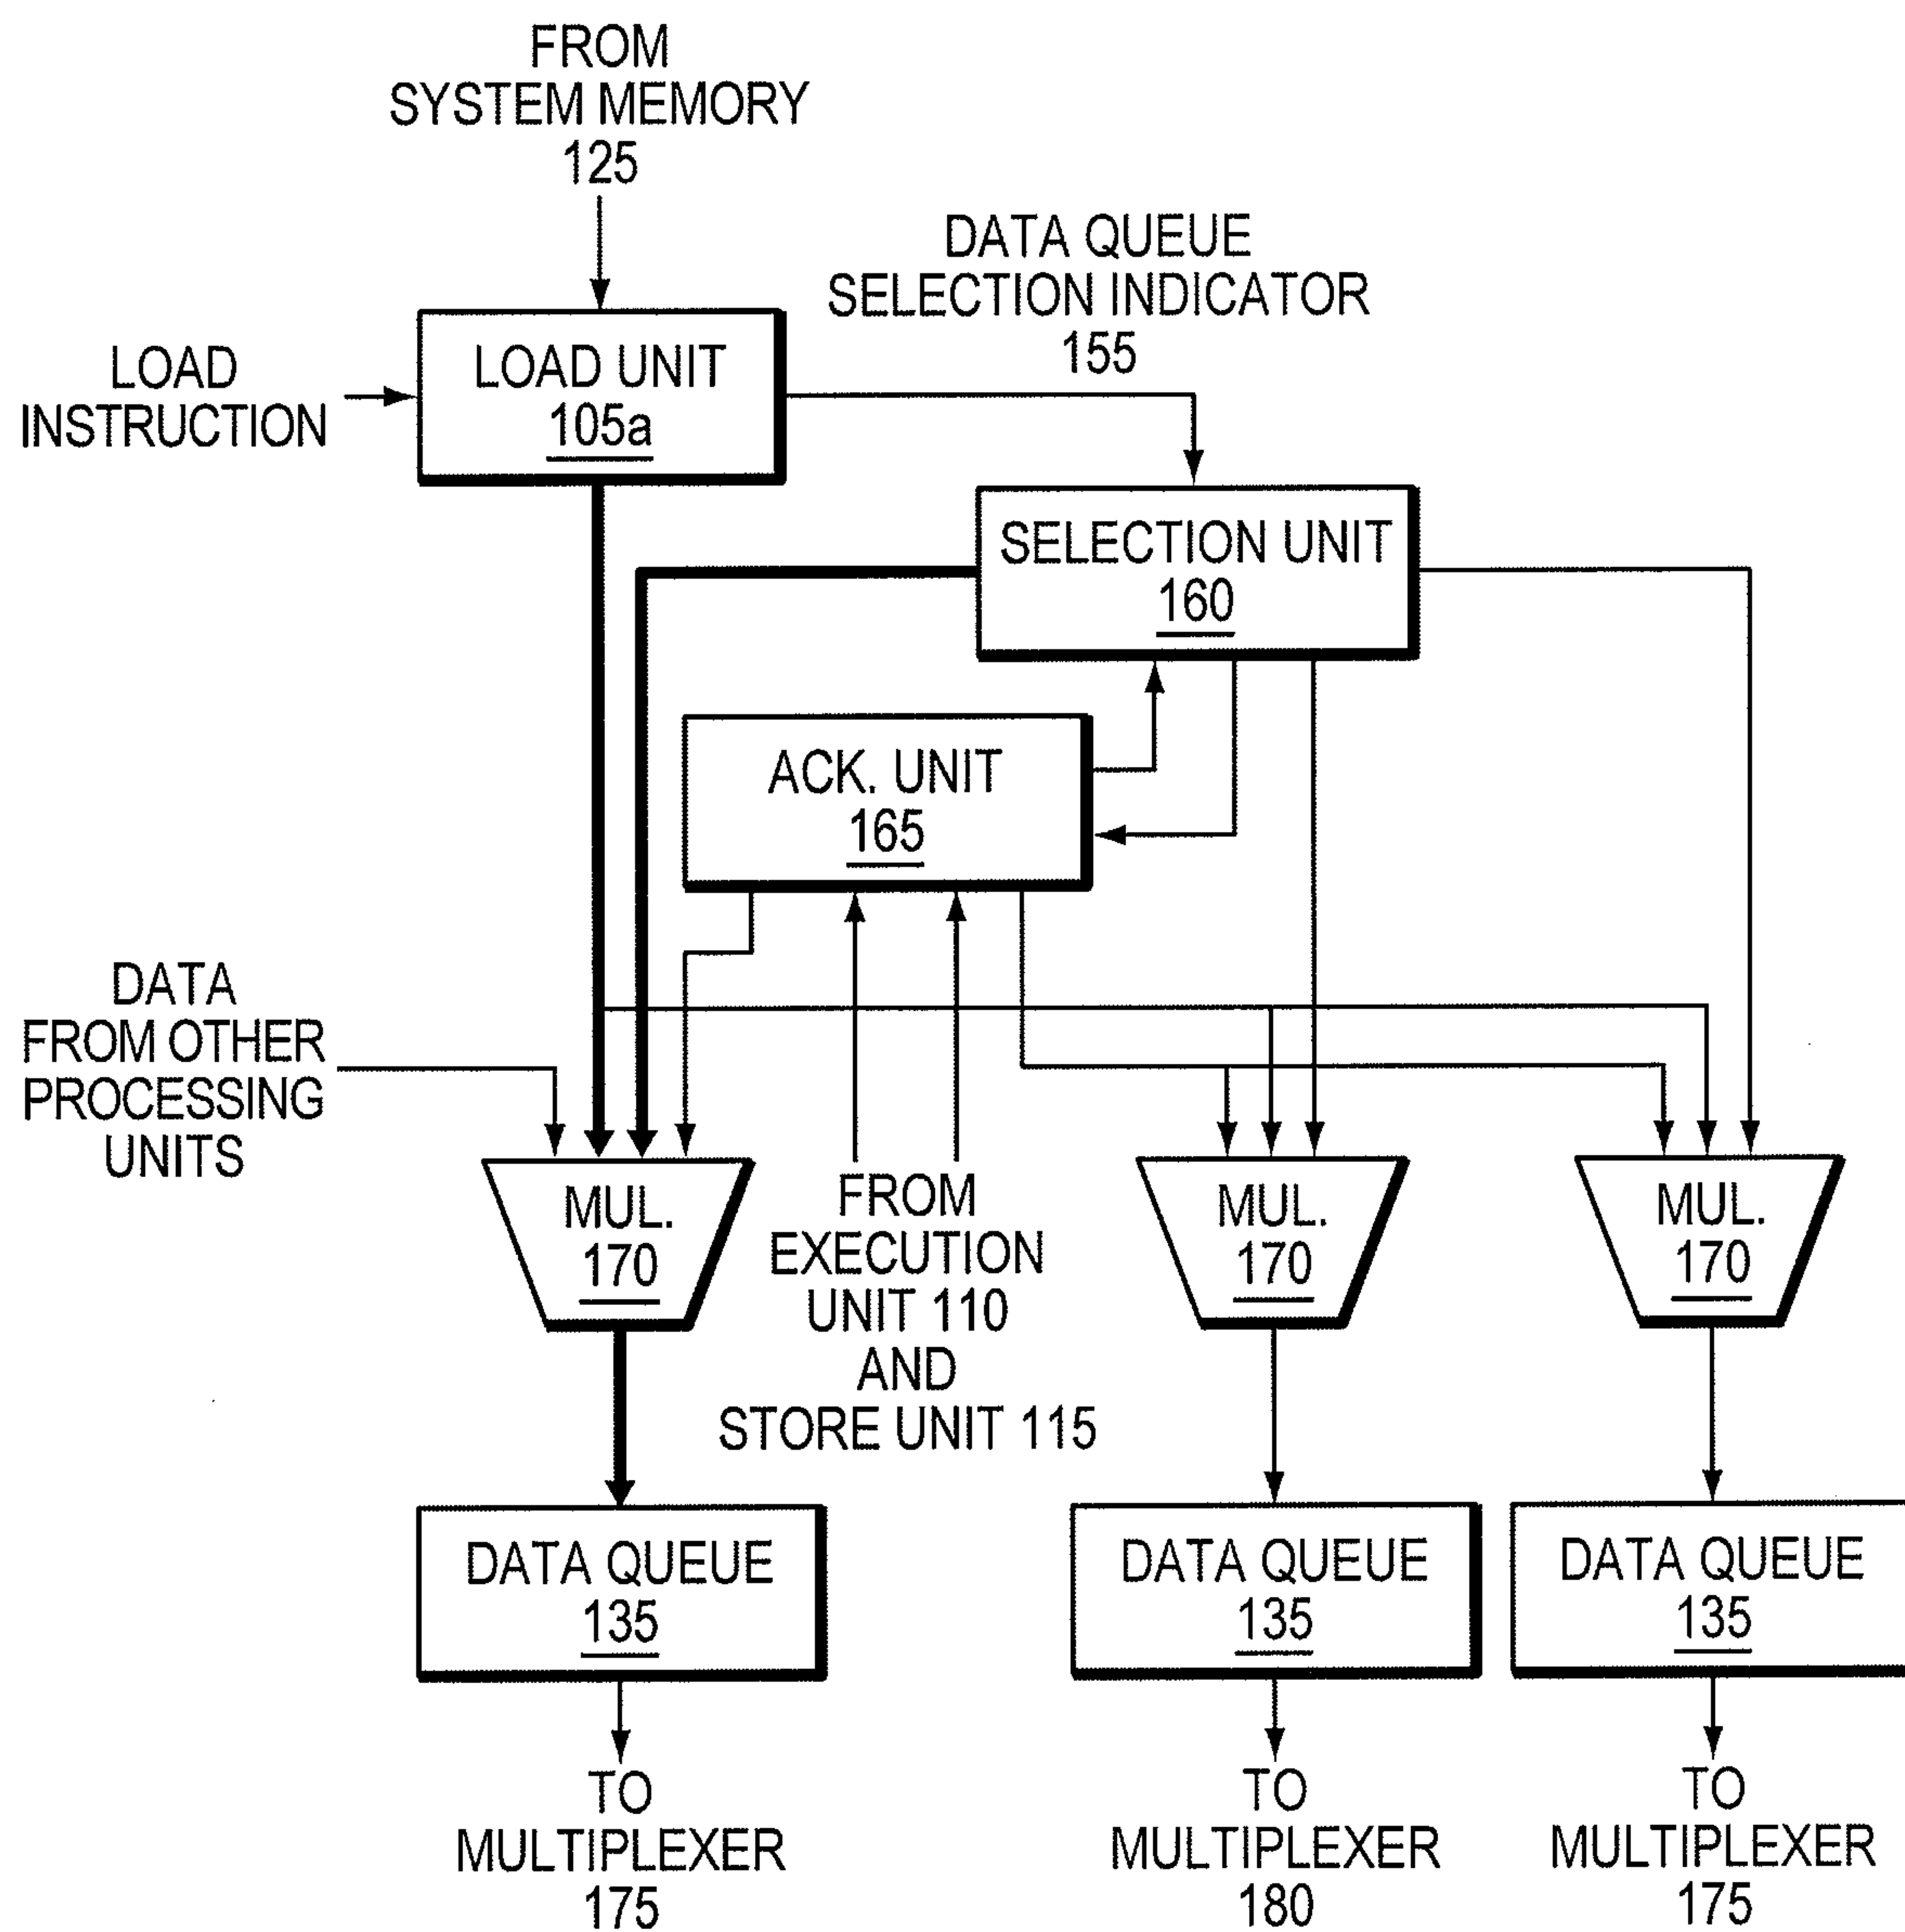 FROM
SYSTEM MEMORY
125
DATA QUEUE
SELECTION INDICATOR
155
LOAD
INSTRUCTION
LOAD UNIT
105a
SELECTION UNIT
160
ACK. UNIT
165
DATA
FROM OTHER
PROCESSING
UNITS
MUL.
170
FROM
EXECUTION
UNIT 110
AND
STORE UNIT 115
MUL.
170
MUL.
170
DATA QUEUE
135
DATA QUEUE
135
DATA QUEUE
135
TO
MULTIPLEXER
175
TO
MULTIPLEXER
180
TO
MULTIPLEXER
175